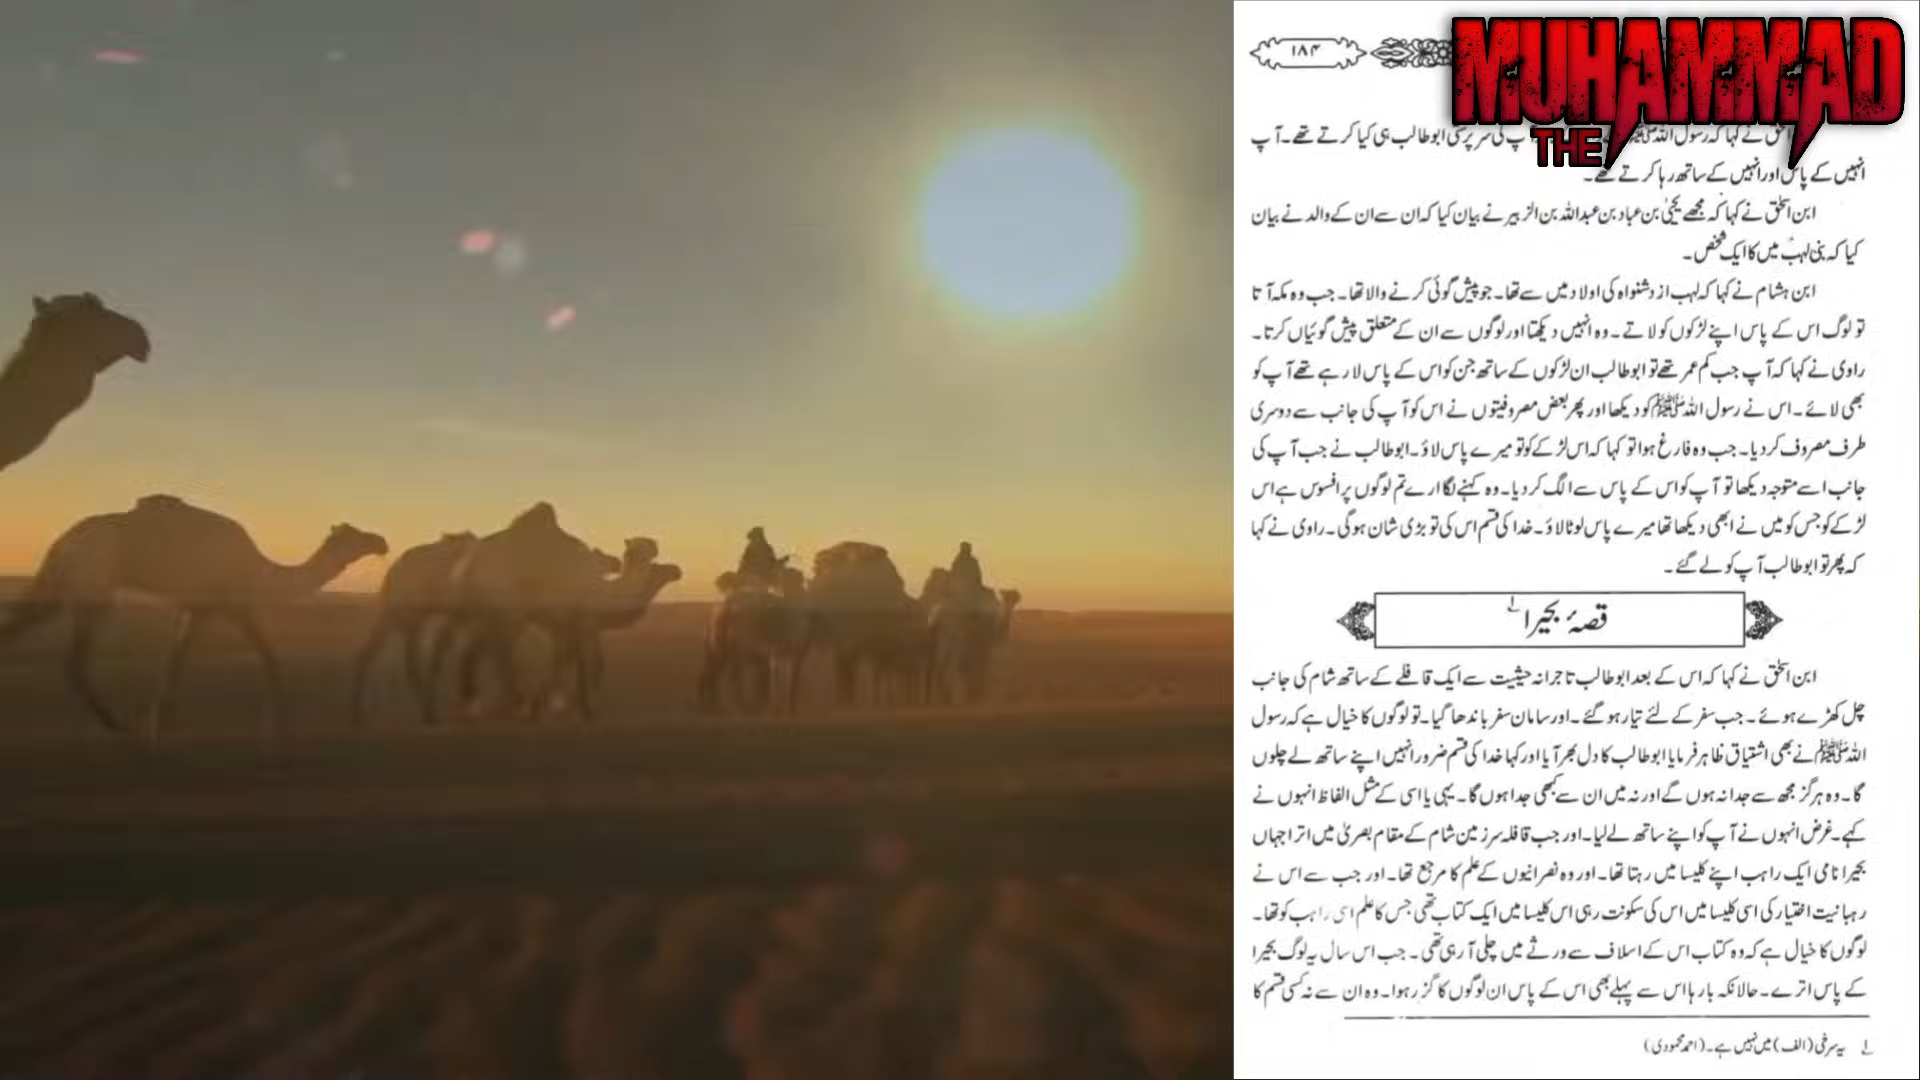 MUHAMMAD
THE
۱۸۴
نے کہا کہ رسول اللہ ﷺ پ کی سرپرستی ابوطالب ہی کیا کرتے تھے۔ آپ
انہیں کے پاس اور انہیں کے ساتھ رہا کرتے تھے۔
ابن اسحٰق نے کہا کہ مجھے یحییٰ بن عباد بن عبداللہ بن الزبیر نے بیان کیا کہ ان سے ان کے والد نے بیان
کیا کہ بنی لہب میں کا ایک شخص۔
ابن ہشام نے کہا کہ لہب ازدشنواہ کی اولاد میں سے تھا۔ جو پیش گوئی کرنے والا تھا۔ جب وہ مکہ آتا
تو لوگ اس کے پاس اپنے لڑکوں کو لاتے۔ وہ انہیں دیکھتا اور لوگوں سے ان کے متعلق پیش گوئیاں کرتا۔
راوی نے کہا کہ آپ جب کم عمر تھے تو ابوطالب ان لڑکوں کے ساتھ جن کو اس کے پاس لا رہے تھے آپ کو
بھی لائے۔ اس نے رسول اللہ ﷺ کو دیکھا اور پھر بعض مصروفیتوں نے اس کو آپ کی جانب سے دوسری
طرف مصروف کر دیا۔ جب وہ فارغ ہوا تو کہا کہ اس لڑکے کو تو میرے پاس لاؤ۔ ابوطالب نے جب آپ کی
جانب اسے متوجہ دیکھا تو آپ کو اس کے پاس سے الگ کر دیا۔ وہ کہنے لگا ارے تم لوگوں پر افسوس ہے اس
لڑکے کو جس کو میں نے ابھی دیکھا تھا میرے پاس لوٹا لاؤ۔ خدا کی قسم اس کی تو بڑی شان ہوگی۔ راوی نے کہا
کہ پھر تو ابوطالب آپ کو لے گئے۔
قصۂ بحیرا ؂۱
ابن اسحٰق نے کہا کہ اس کے بعد ابوطالب تاجرانہ حیثیت سے ایک قافلے کے ساتھ شام کی جانب
چل کھڑے ہوئے۔ جب سفر کے لئے تیار ہو گئے۔ اور سامان سفر باندھا گیا۔ تو لوگوں کا خیال ہے کہ رسول
اللہ ﷺ نے بھی اشتیاق ظاہر فرمایا ابوطالب کا دل بھر آیا اور کہا خدا کی قسم ضرور انہیں اپنے ساتھ لے چلوں
گا۔ وہ ہرگز مجھ سے جدا نہ ہوں گے اور نہ میں ان سے کبھی جدا ہوں گا۔ یہی یا اسی کے مثل الفاظ انہوں نے
کہے۔ غرض انہوں نے آپ کو اپنے ساتھ لے لیا۔ اور جب قافلہ سرزمین شام کے مقام بصریٰ میں اترا جہاں
بحیرا نامی ایک راہب اپنے کلیسا میں رہتا تھا۔ اور وہ نصرانیوں کے علم کا مرجع تھا۔ اور جب سے اس نے
رہبانیت اختیار کی اسی کلیسا میں اس کی سکونت رہی اس کلیسا میں ایک کتاب تھی جس کا علم اسی راہب کو تھا۔
لوگوں کا خیال ہے کہ وہ کتاب اس کے اسلاف سے ورثے میں چلی آ رہی تھی۔ جب اس سال یہ لوگ بحیرا
کے پاس اترے۔ حالانکہ بارہا اس سے پہلے بھی اس کے پاس ان لوگوں کا گزر ہوا۔ وہ ان سے نہ کسی قسم کا
؂۱ یہ سرخی (الف) میں نہیں ہے۔ (احمد محمودی)